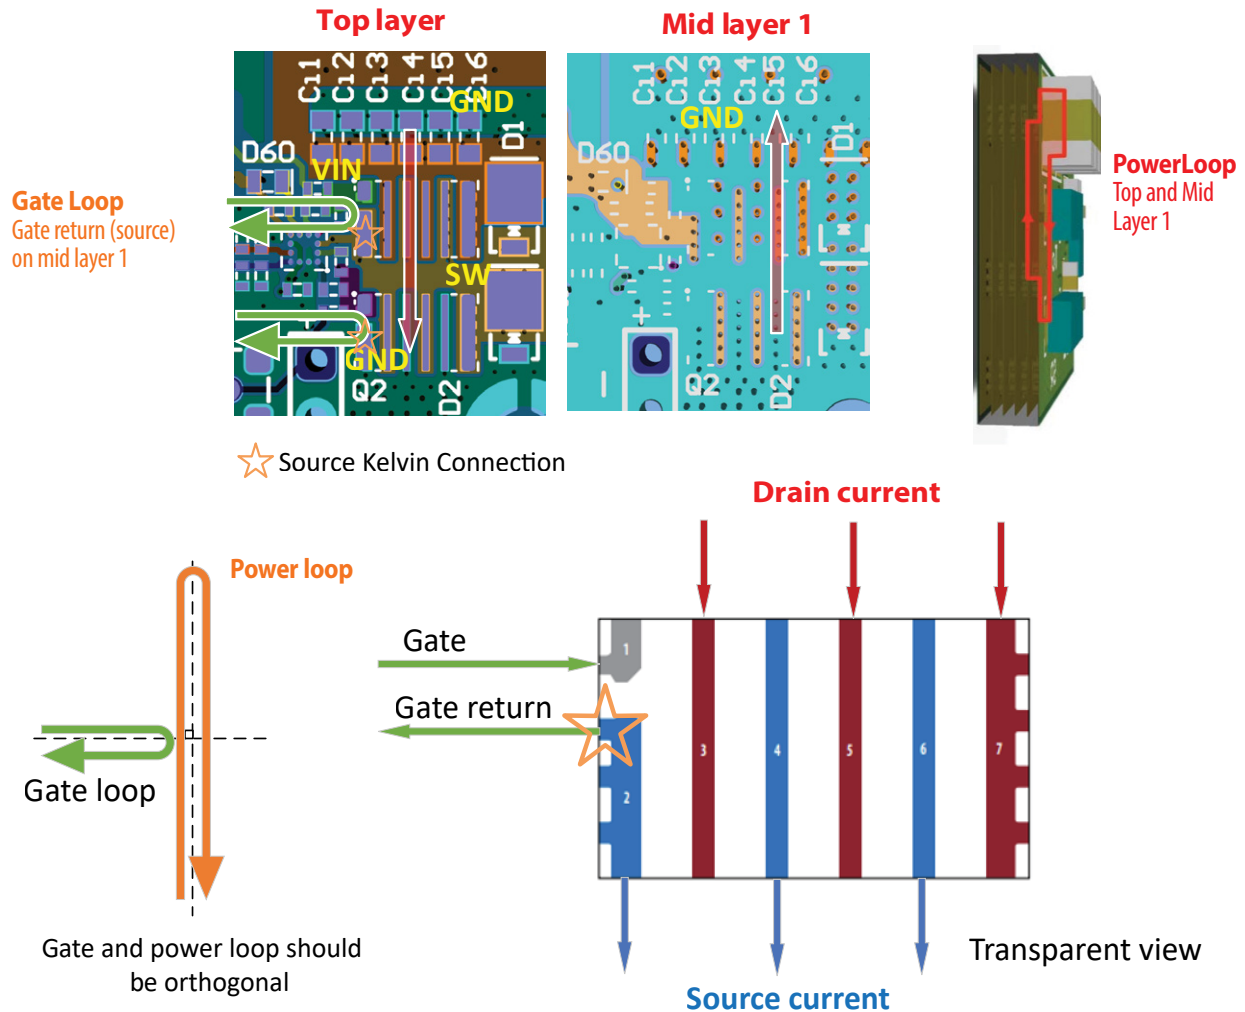 Top layer
Mid layer 1
C11
C12
C13
C14
C15
C16
GND
D60
VIN
D1
SW
GND
Q2
D2
C11
C12
C13
C14
C15
C16
GND
D60
D1
+
Q2
D2
Gate Loop
Gate return (source)
on mid layer 1
PowerLoop
Top and Mid
Layer 1
Source Kelvin Connection
Drain current
Power loop
Gate
Gate return
Gate loop
1
2
3
4
5
6
7
Gate and power loop should
be orthogonal
Transparent view
Source current